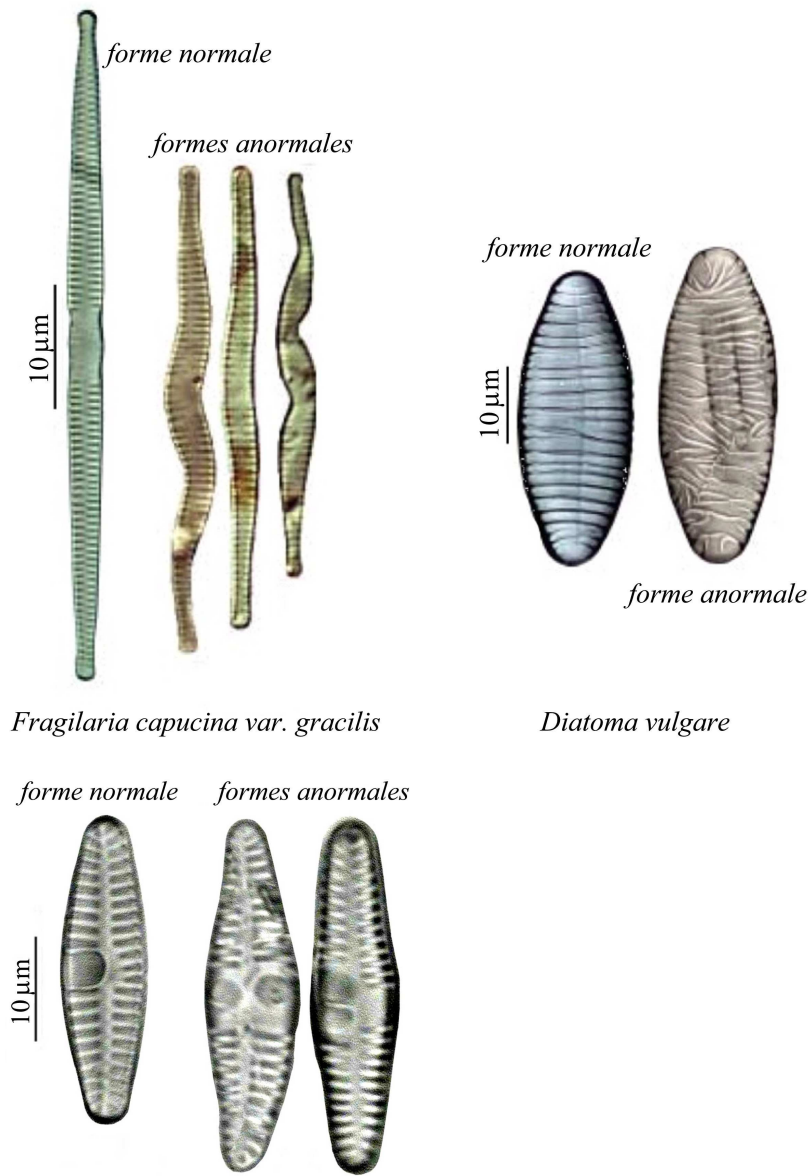 forme normale
formes anormales
10 µm
forme normale
10 µm
forme anormale
Fragilaria capucina var. gracilis
Diatoma vulgare
forme normale
formes anormales
10 µm